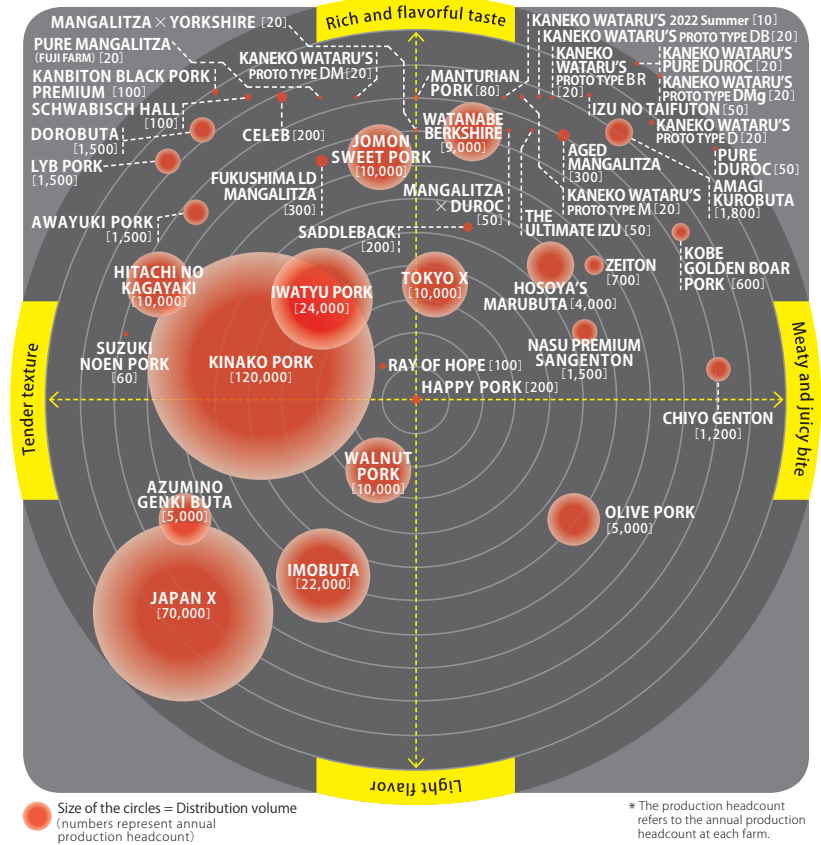 Rich and flavorful taste
MANGALITZA × YORKSHIRE [20]
PURE MANGALITZA
(FUJI FARM) [20]
KANBITON BLACK PORK
PREMIUM [100]
SCHWABISCH HALL
[100]
DOROBUTA
[1,500]
LYB PORK
[1,500]
AWAYUKI PORK
[1,500]
KANEKO WATARU'S
PROTO TYPE DM [20]
CELEB [200]
FUKUSHIMA LD
MANGALITZA
[300]
JOMON
SWEET PORK
[10,000]
MANTURIAN
PORK [80]
WATANABE
BERKSHIRE
[9,000]
KANEKO WATARU'S 2022 Summer [10]
KANEKO WATARU'S PROTO TYPE DB [20]
KANEKO
WATARU'S
PROTO TYPE BR
[20]
KANEKO WATARU'S
PURE DUROC [20]
KANEKO WATARU'S
PROTO TYPE DMg [20]
IZU NO TAIFUTON [50]
KANEKO WATARU'S
PROTO TYPE D [20]
PURE
DUROC [50]
AMAGI
KUROBUTA
[1,800]
AGED
MANGALITZA
[300]
KANEKO WATARU'S
PROTO TYPE M [20]
MANGALITZA
× DUROC
[50]
THE
ULTIMATE IZU [50]
SADDLEBACK
[200]
HITACHI NO
KAGAYAKI
[10,000]
IWATYU PORK
[24,000]
TOKYO X
[10,000]
HOSOYA'S
MARUBUTA [4,000]
ZEITON
[700]
KOBE
GOLDEN BOAR
PORK [600]
SUZUKI
NOEN PORK
[60]
KINAKO PORK
[120,000]
RAY OF HOPE [100]
HAPPY PORK [200]
NASU PREMIUM
SANGENTON
[1,500]
CHIYO GENTON
[1,200]
Tender texture
Meaty and juicy bite
WALNUT
PORK
[10,000]
AZUMINO
GENKI BUTA
[5,000]
OLIVE PORK
[5,000]
IMOBUTA
[22,000]
JAPAN X
[70,000]
Light flavor
Size of the circles = Distribution volume
(numbers represent annual
production headcount)
* The production headcount
refers to the annual production
headcount at each farm.